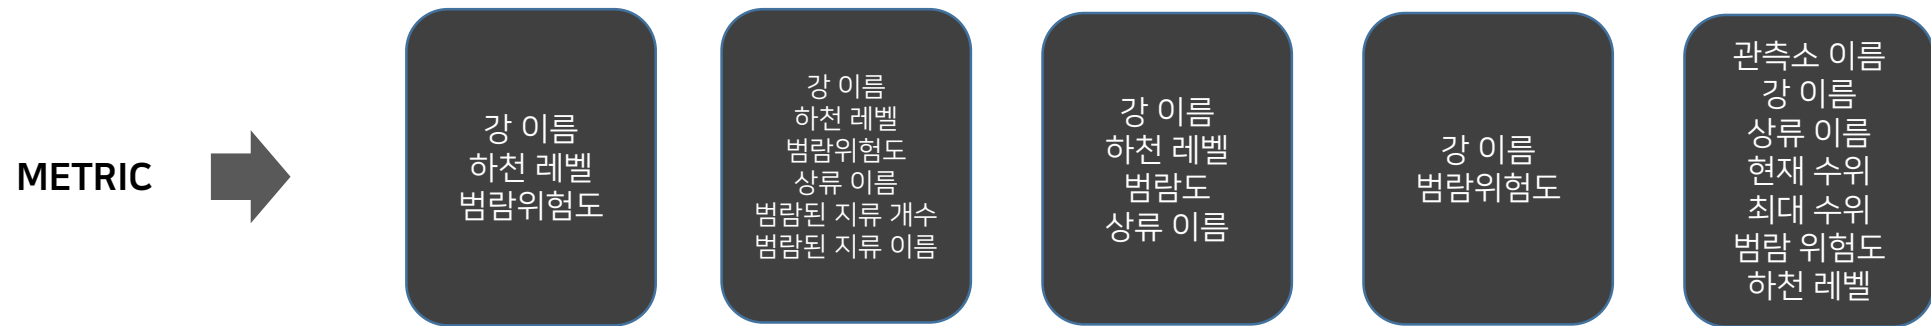 METRIC
강 이름
하천 레벨
범람위험도
강 이름
하천 레벨
범람위험도
상류 이름
범람된 지류 개수
범람된 지류 이름
강 이름
하천 레벨
범람도
상류 이름
강 이름
범람위험도
관측소 이름
강 이름
상류 이름
현재 수위
최대 수위
범람 위험도
하천 레벨